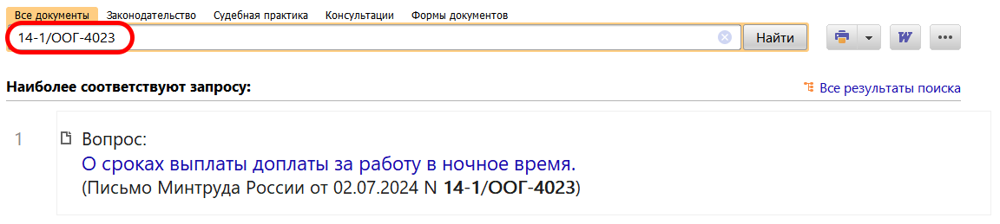 Все документы Законодательство Судебная практика Консультации Формы документов
14-1/ООГ-4023 Найти W
Наиболее соответствуют запросу: Все результаты поиска
1 Вопрос:
О сроках выплаты доплаты за работу в ночное время.
(Письмо Минтруда России от 02.07.2024 N 14-1/ООГ-4023)